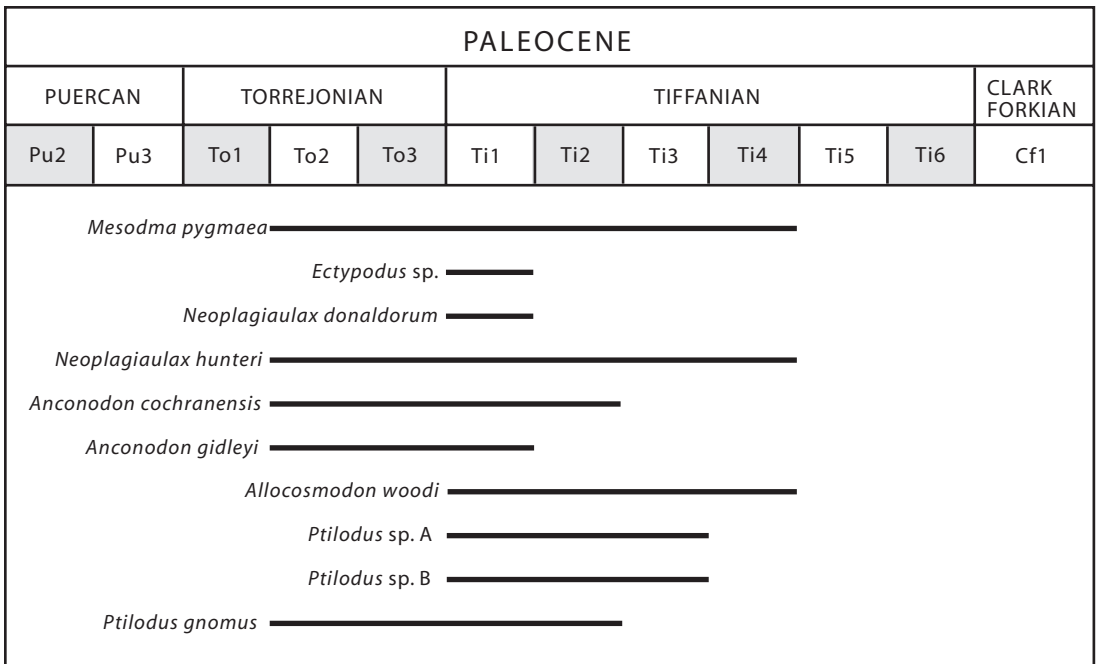 PALEOCENE
PUERCAN TORREJONIAN TIFFANIAN CLARK
FORKIAN
Pu2 Pu3 To1 To2 To3 Ti1 Ti2 Ti3 Ti4 Ti5 Ti6 Cf1
Mesodma pygmaea
Ectypodus sp.
Neoplagiaulax donaldorum
Neoplagiaulax hunteri
Anconodon cochranensis
Anconodon gidleyi
Allocosmodon woodi
Ptilodus sp. A
Ptilodus sp. B
Ptilodus gnomus